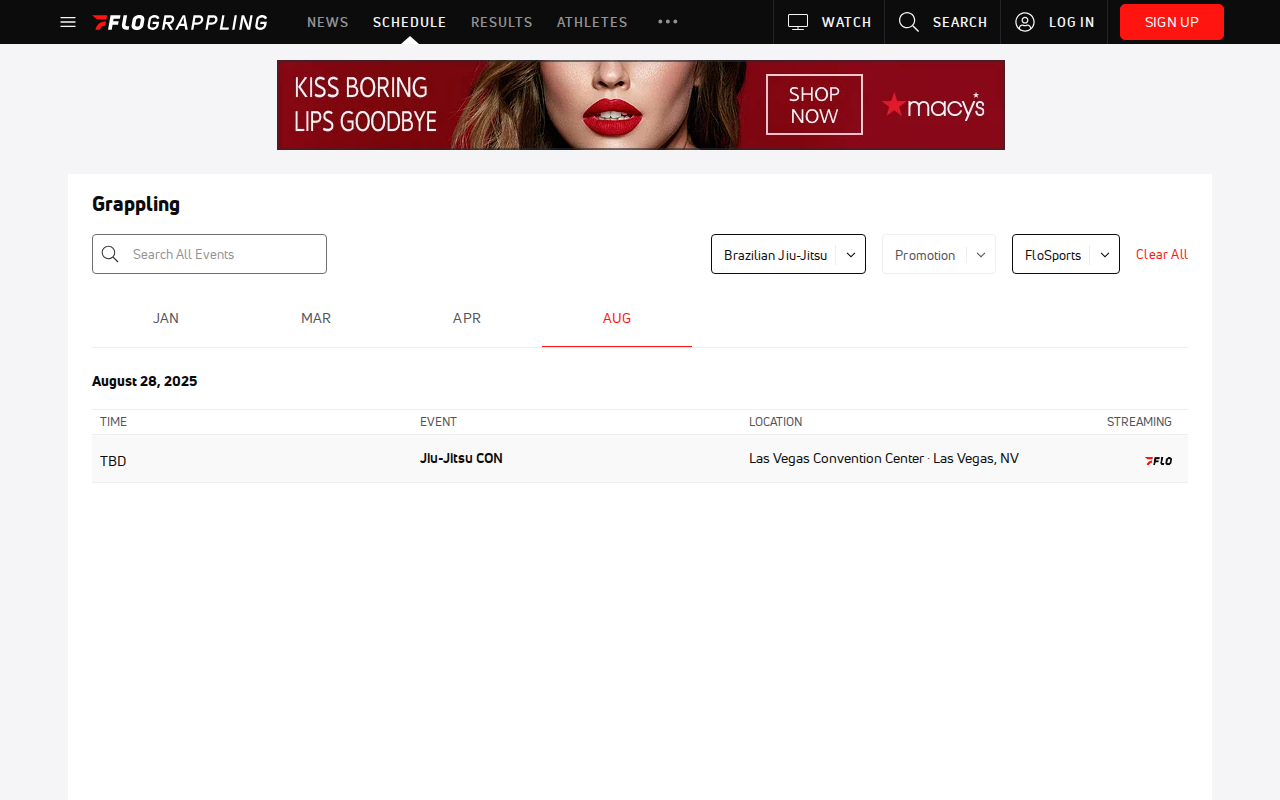 FLOGRAPPLING
NEWS
SCHEDULE
RESULTS
ATHLETES
WATCH
SEARCH
LOG IN
SIGN UP
KISS BORING
LIPS GOODBYE
SHOP
NOW
macy's
Grappling
Search All Events
Brazilian Jiu-Jitsu
Promotion
FloSports
Clear All
JAN
MAR
APR
AUG
August 28, 2025
TIME
EVENT
LOCATION
STREAMING
TBD
Jiu-Jitsu CON
Las Vegas Convention Center · Las Vegas, NV
FLO